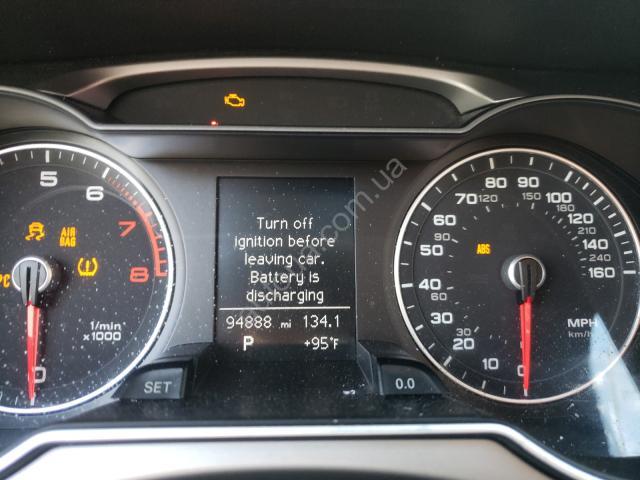 5 6 7 8
AIR
BAG
PC
0
1/min
x1000
SET
Turn off
ignition before
leaving car.
Battery is
discharging
94888 mi 134.1
P +95°F
0.0
0 10 20 30 40 50 60 70 80 90 100 120 140 160
30 60 90 120 150 180 210 240
ABS
MPH
km/h